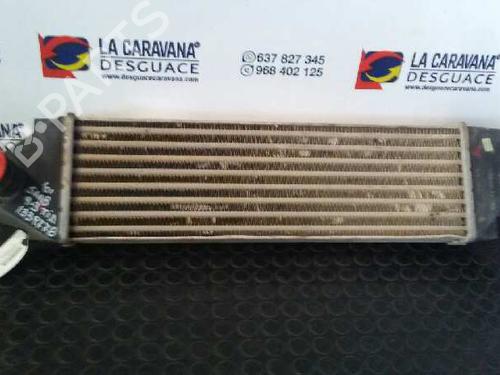 LA CARAVANA
DESGUACE
www.desguacecaravana.com
637 827 345
968 402 125
LA CARAVANA
DESGUACE
www.desguacecaravana.com
B-PARTS